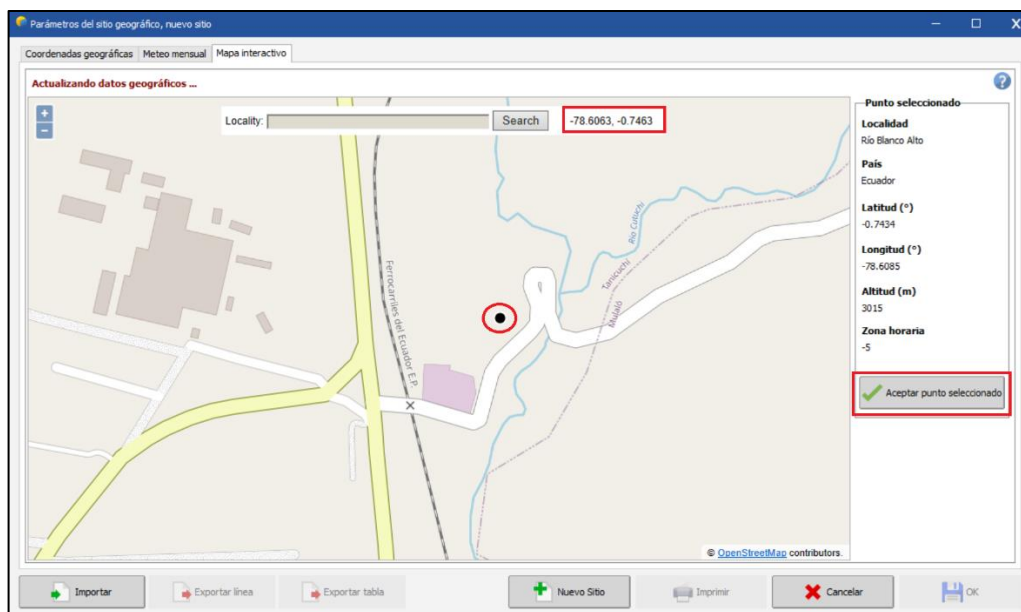 Parámetros del sitio geográfico, nuevo sitio
Coordenadas geográficas Meteo mensual Mapa interactivo
Actualizando datos geográficos ...
Locality: Search -78.6063, -0.7463
Ferrocarriles del Ecuador E.P.
Río Cutuchi
Tanicuchí
Mulaló
© OpenStreetMap contributors.
Punto seleccionado
Localidad
Río Blanco Alto
País
Ecuador
Latitud (°)
-0.7434
Longitud (°)
-78.6085
Altitud (m)
3015
Zona horaria
-5
Aceptar punto seleccionado
Importar Exportar línea Exportar tabla Nuevo Sitio Imprimir Cancelar OK